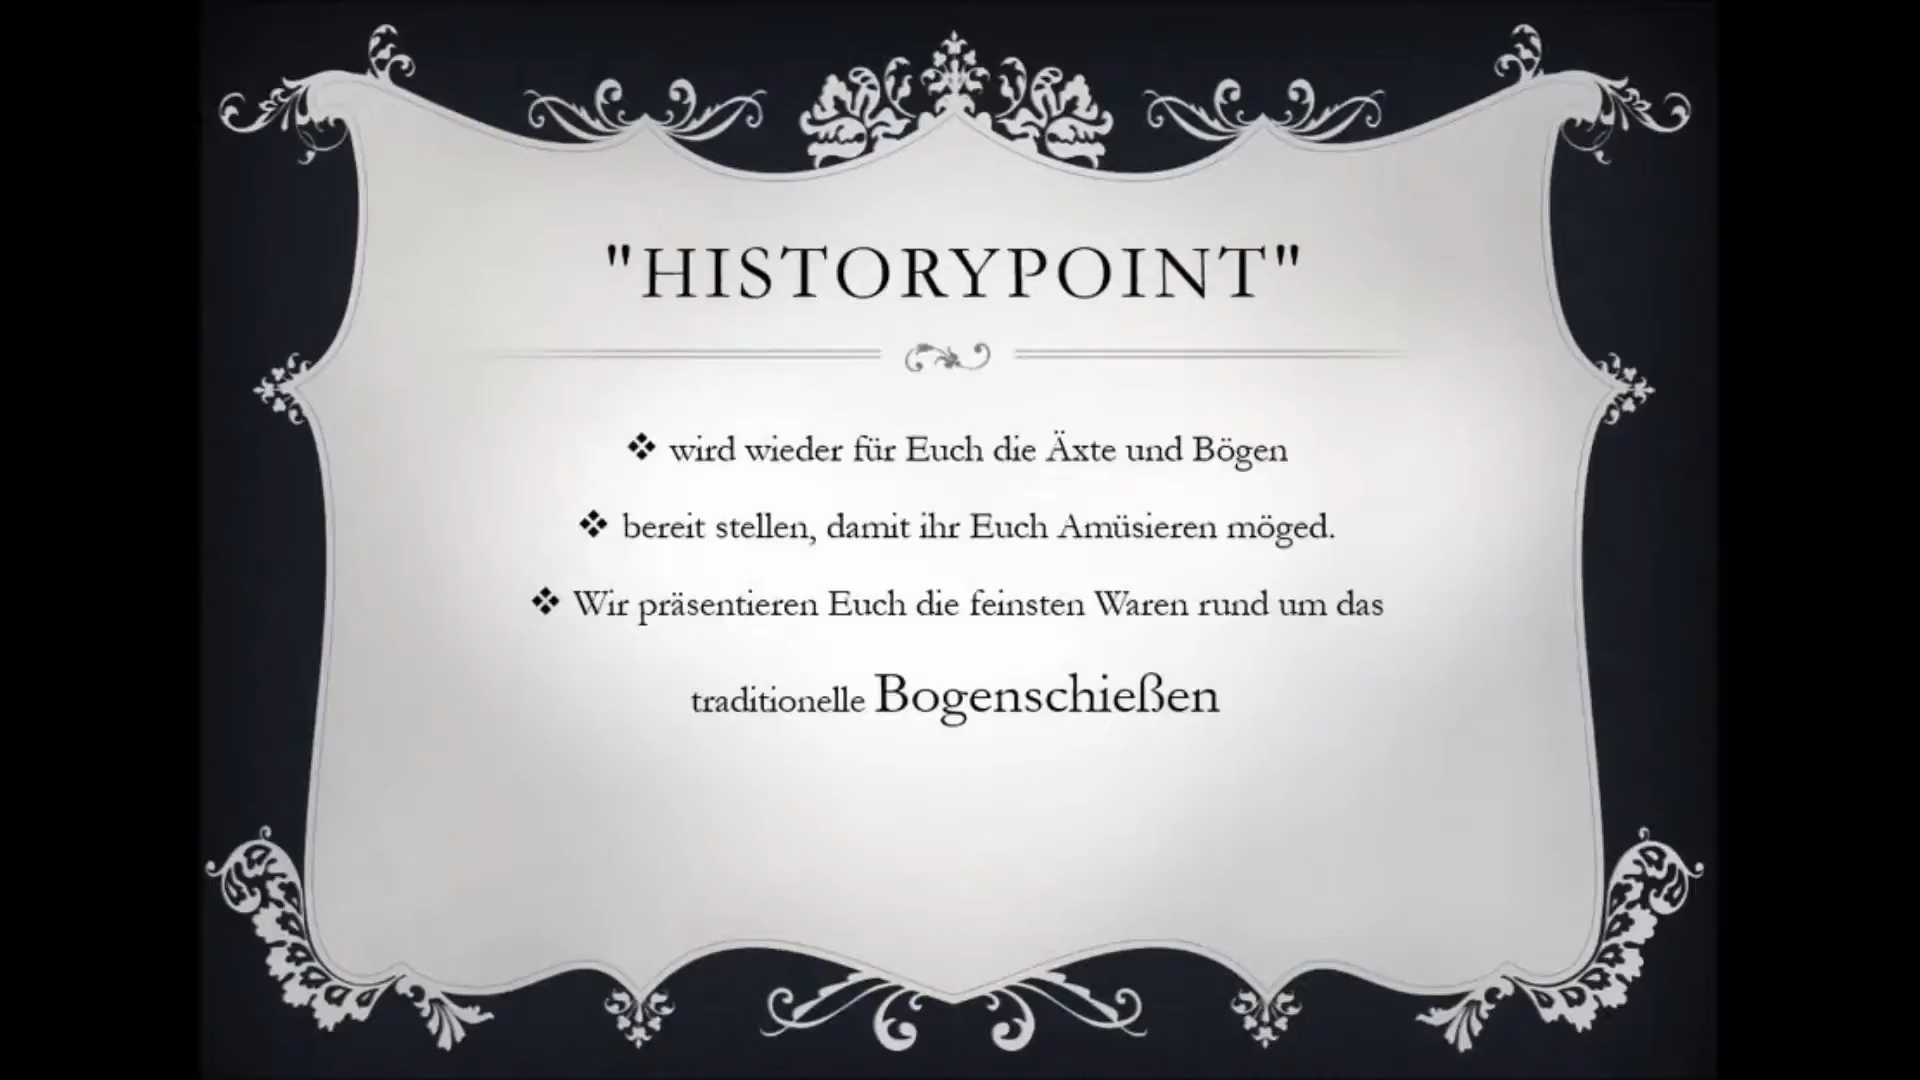 "HISTORYPOINT"
❖ wird wieder für Euch die Äxte und Bögen
❖ bereit stellen, damit ihr Euch Amüsieren möged.
❖ Wir präsentieren Euch die feinsten Waren rund um das
traditionelle Bogenschießen